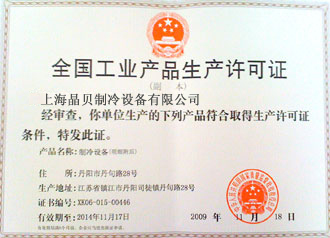 全国工业产品生产许可证
(副 本)
上海品贝制冷设备有限公司
经审查,你单位生产的下列产品符合取得生产许可证
条件,特发此证。
产品名称:制冷设备
住 所:丹阳市丹句路28号
生产地址:江苏省镇江市丹阳司徒镇丹句路28号
证书编号:XK06-015-00446
有效期至:2014年11月17日
2009 年 11 月 18 日